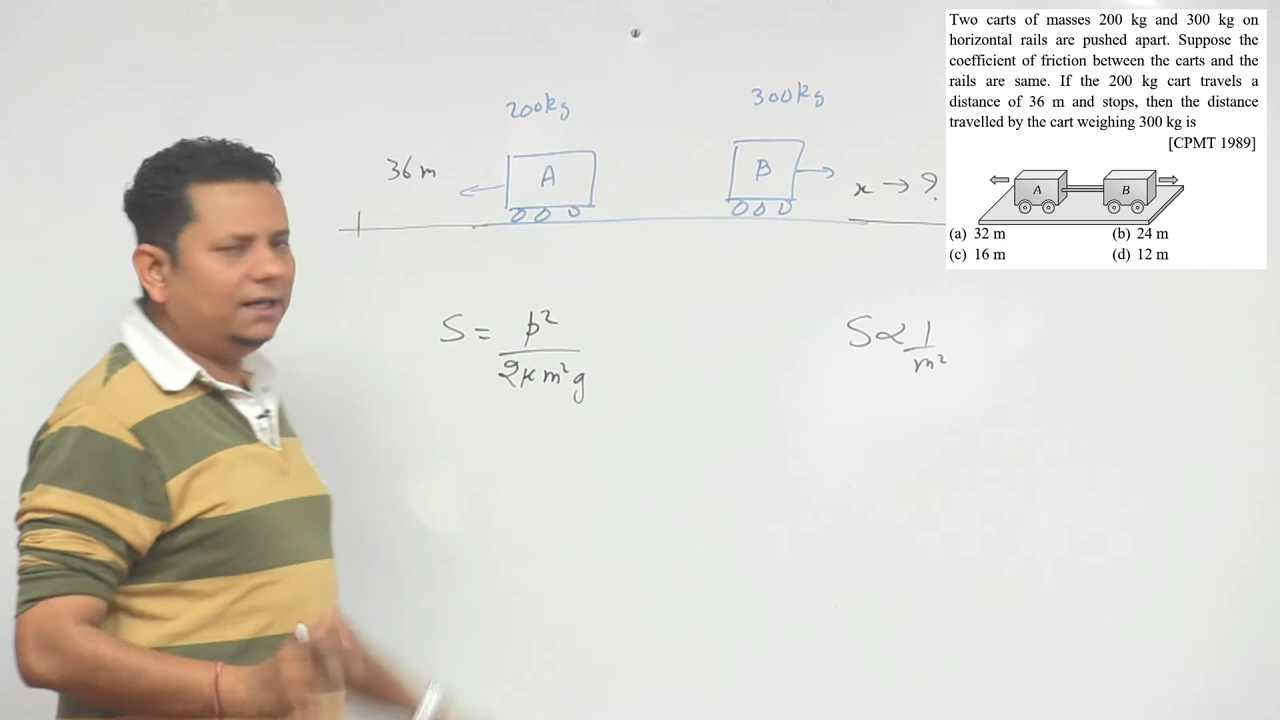 Two carts of masses 200 kg and 300 kg on
horizontal rails are pushed apart. Suppose the
coefficient of friction between the carts and the
rails are same. If the 200 kg cart travels a
distance of 36 m and stops, then the distance
travelled by the cart weighing 300 kg is
[CPMT 1989]
A B
(a) 32 m (b) 24 m
(c) 16 m (d) 12 m
200kg 300kg
36 m A B x → ?
S = p² / 2μm²g S ∝ 1 / m²